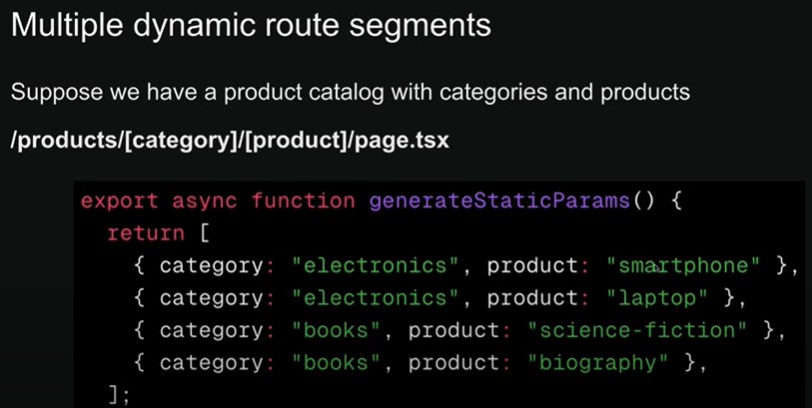 Multiple dynamic route segments
Suppose we have a product catalog with categories and products
/products/[category]/[product]/page.tsx
export async function generateStaticParams() {
return [
{ category: "electronics", product: "smartphone" },
{ category: "electronics", product: "laptop" },
{ category: "books", product: "science-fiction" },
{ category: "books", product: "biography" },
];